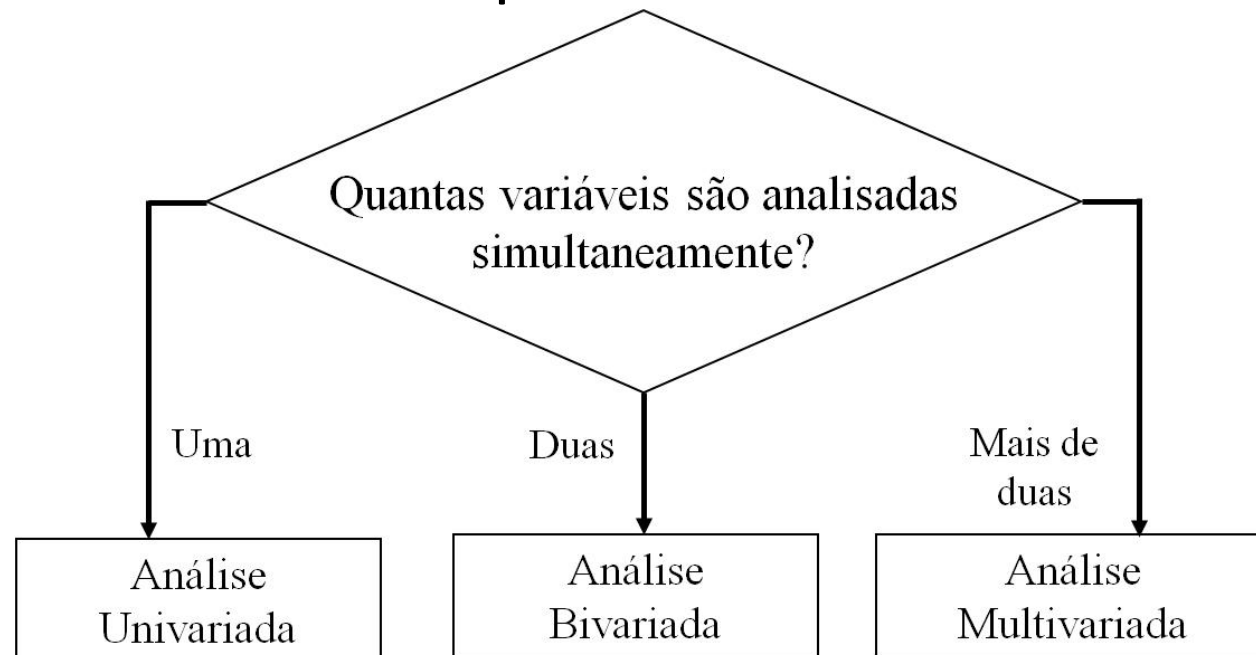 Quantas variáveis são analisadas
simultaneamente?
Uma
Duas
Mais de
duas
Análise
Univariada
Análise
Bivariada
Análise
Multivariada